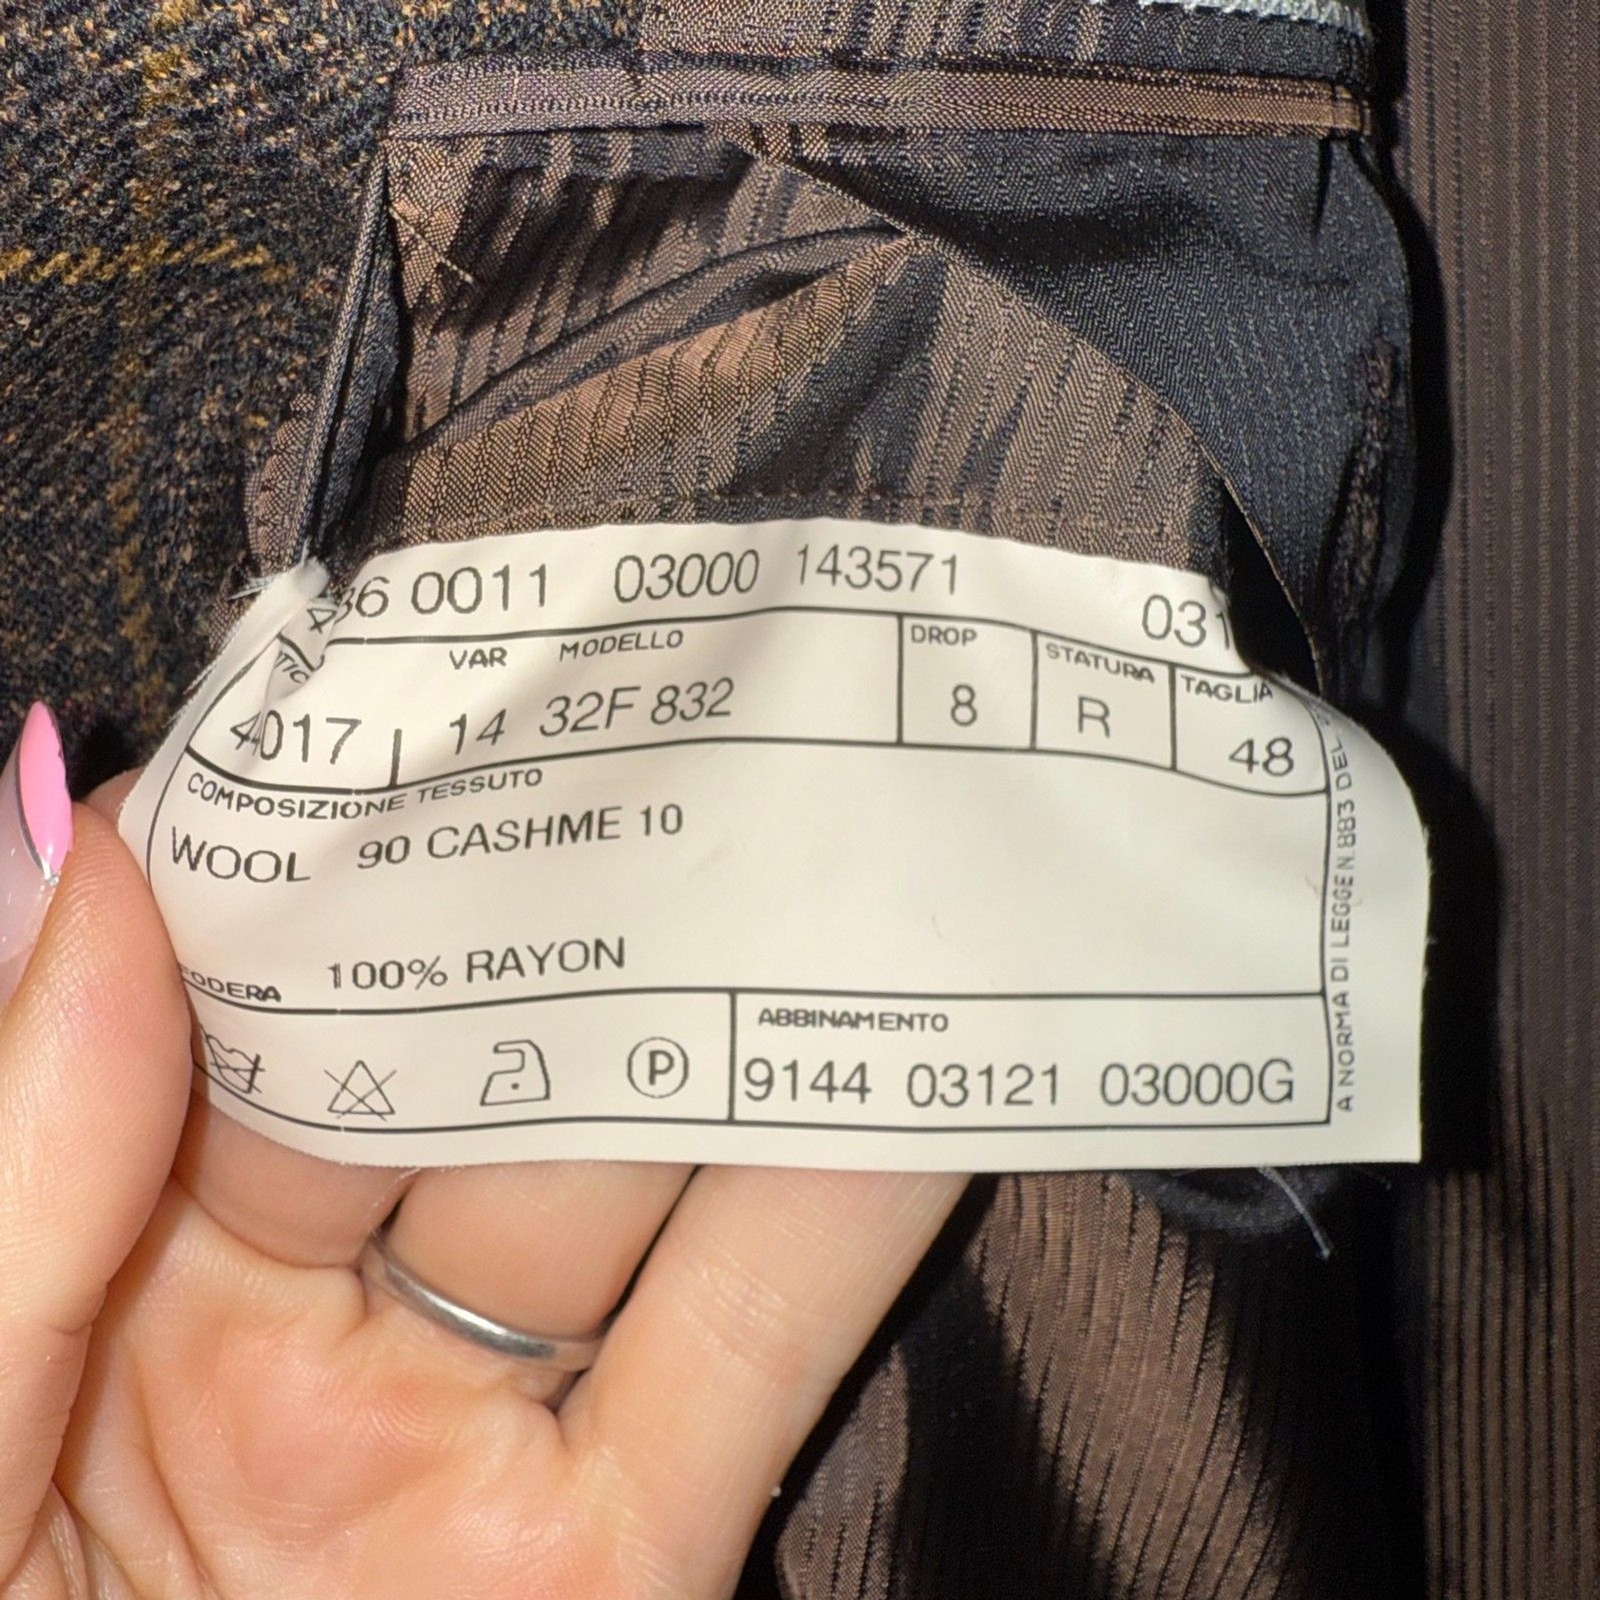 0011 03000 143571
VAR MODELLO DROP STATURA TAGLIA
4017 14 32F 832 8 R 48
COMPOSIZIONE TESSUTO
WOOL 90 CASHME 10
100% RAYON
ABBINAMENTO
P 9144 03121 03000G
A NORMA DI LEGGE N.883 DEL